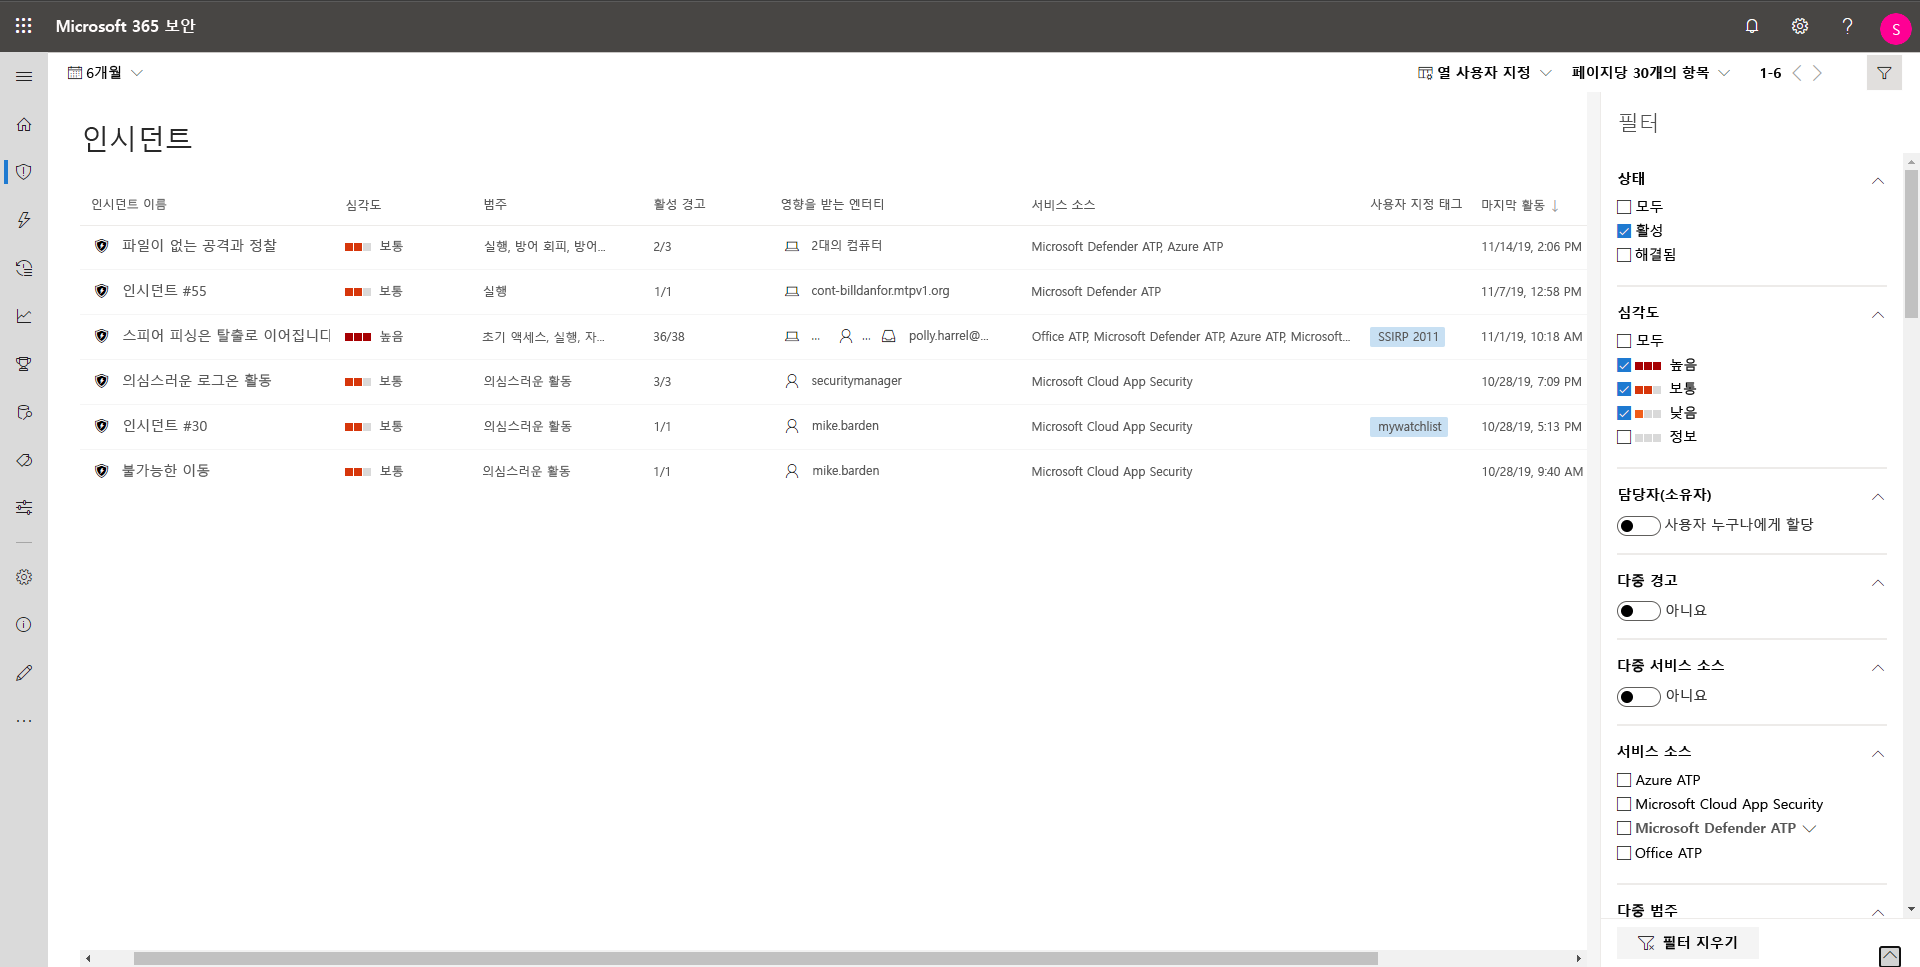 Microsoft 365 보안
S
6개월
열 사용자 지정 페이지당 30개의 항목 1-6
인시던트
인시던트 이름 심각도 범주 활성 경고 영향을 받는 엔터티 서비스 소스 사용자 지정 태그 마지막 활동 ↓
파일이 없는 공격과 정찰 보통 실행, 방어 회피, 방어... 2/3 2대의 컴퓨터 Microsoft Defender ATP, Azure ATP 11/14/19, 2:06 PM
인시던트 #55 보통 실행 1/1 cont-billdanfor.mtpv1.org Microsoft Defender ATP 11/7/19, 12:58 PM
스피어 피싱은 탈출로 이어집니다 높음 초기 액세스, 실행, 자... 36/38 ... ... polly.harrel@... Office ATP, Microsoft Defender ATP, Azure ATP, Microsoft... SSIRP 2011 11/1/19, 10:18 AM
의심스러운 로그온 활동 보통 의심스러운 활동 3/3 securitymanager Microsoft Cloud App Security 10/28/19, 7:09 PM
인시던트 #30 보통 의심스러운 활동 1/1 mike.barden Microsoft Cloud App Security mywatchlist 10/28/19, 5:13 PM
불가능한 이동 보통 의심스러운 활동 1/1 mike.barden Microsoft Cloud App Security 10/28/19, 9:40 AM
필터
상태
모두
활성
해결됨
심각도
모두
높음
보통
낮음
정보
담당자(소유자)
사용자 누구나에게 할당
다중 경고
아니요
다중 서비스 소스
아니요
서비스 소스
Azure ATP
Microsoft Cloud App Security
Microsoft Defender ATP
Office ATP
다중 범주
필터 지우기